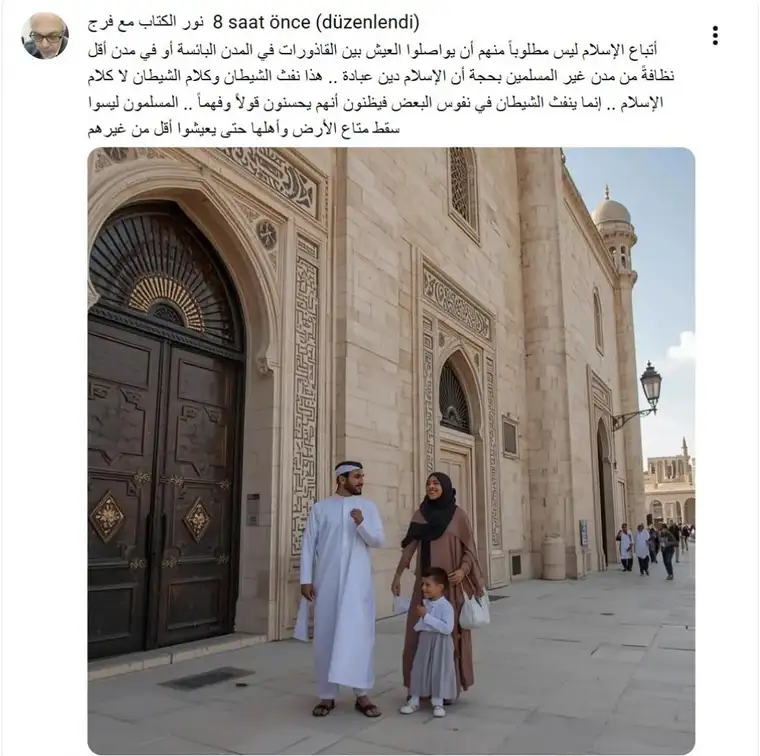 نور الكتاب مع فرج 8 saat önce (düzenlendi)
أتباع الإسلام ليس مطلوباً منهم أن يواصلوا العيش بين القاذورات في المدن البائسة أو في مدن أقل
نظافةً من مدن غير المسلمين بحجة أن الإسلام دين عبادة .. هذا نفث الشيطان وكلام الشيطان لا كلام
الإسلام .. إنما ينفث الشيطان في نفوس البعض فيظنون أنهم يحسنون قولاً وفهماً .. المسلمون ليسوا
سقط متاع الأرض وأهلها حتى يعيشوا أقل من غيرهم